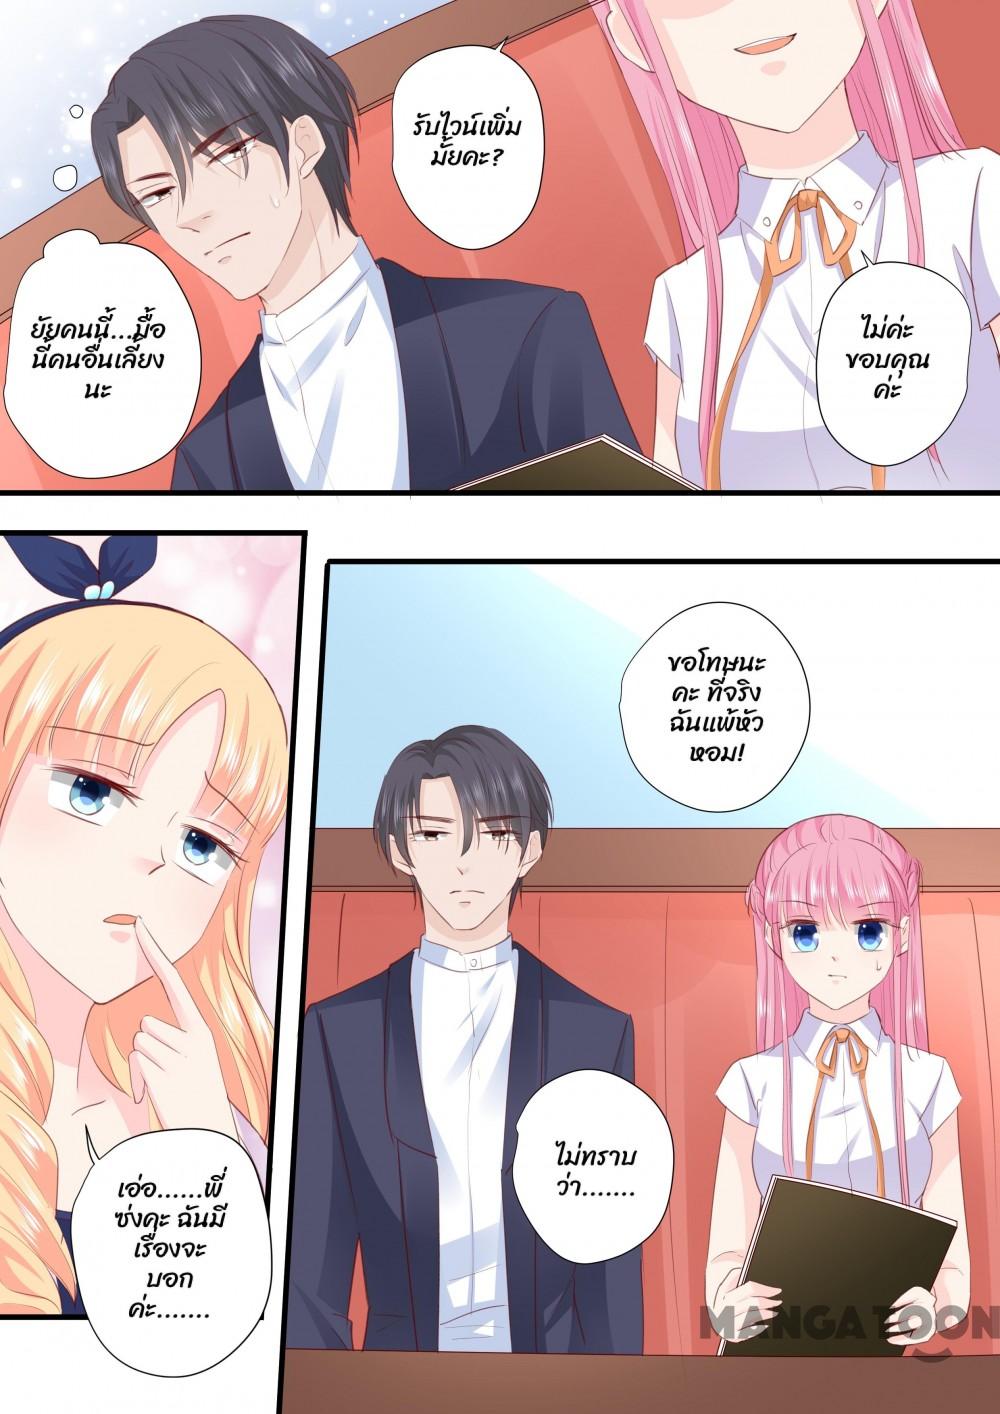 รับไวน์เพิ่ม
มั้ยคะ?
ไม่ค่ะ
ขอบคุณ
ค่ะ
ยัยคนนี้...มื้อ
นี้คนอื่นเลี้ยง
นะ
ขอโทษนะ
คะ ที่จริง
ฉันแพ้หัว
หอม!
ไม่ทราบ
ว่า.......
เอ่อ......พี่
ซ่งคะ ฉันมี
เรื่องจะ
บอก
ค่ะ.......
MANGATOON